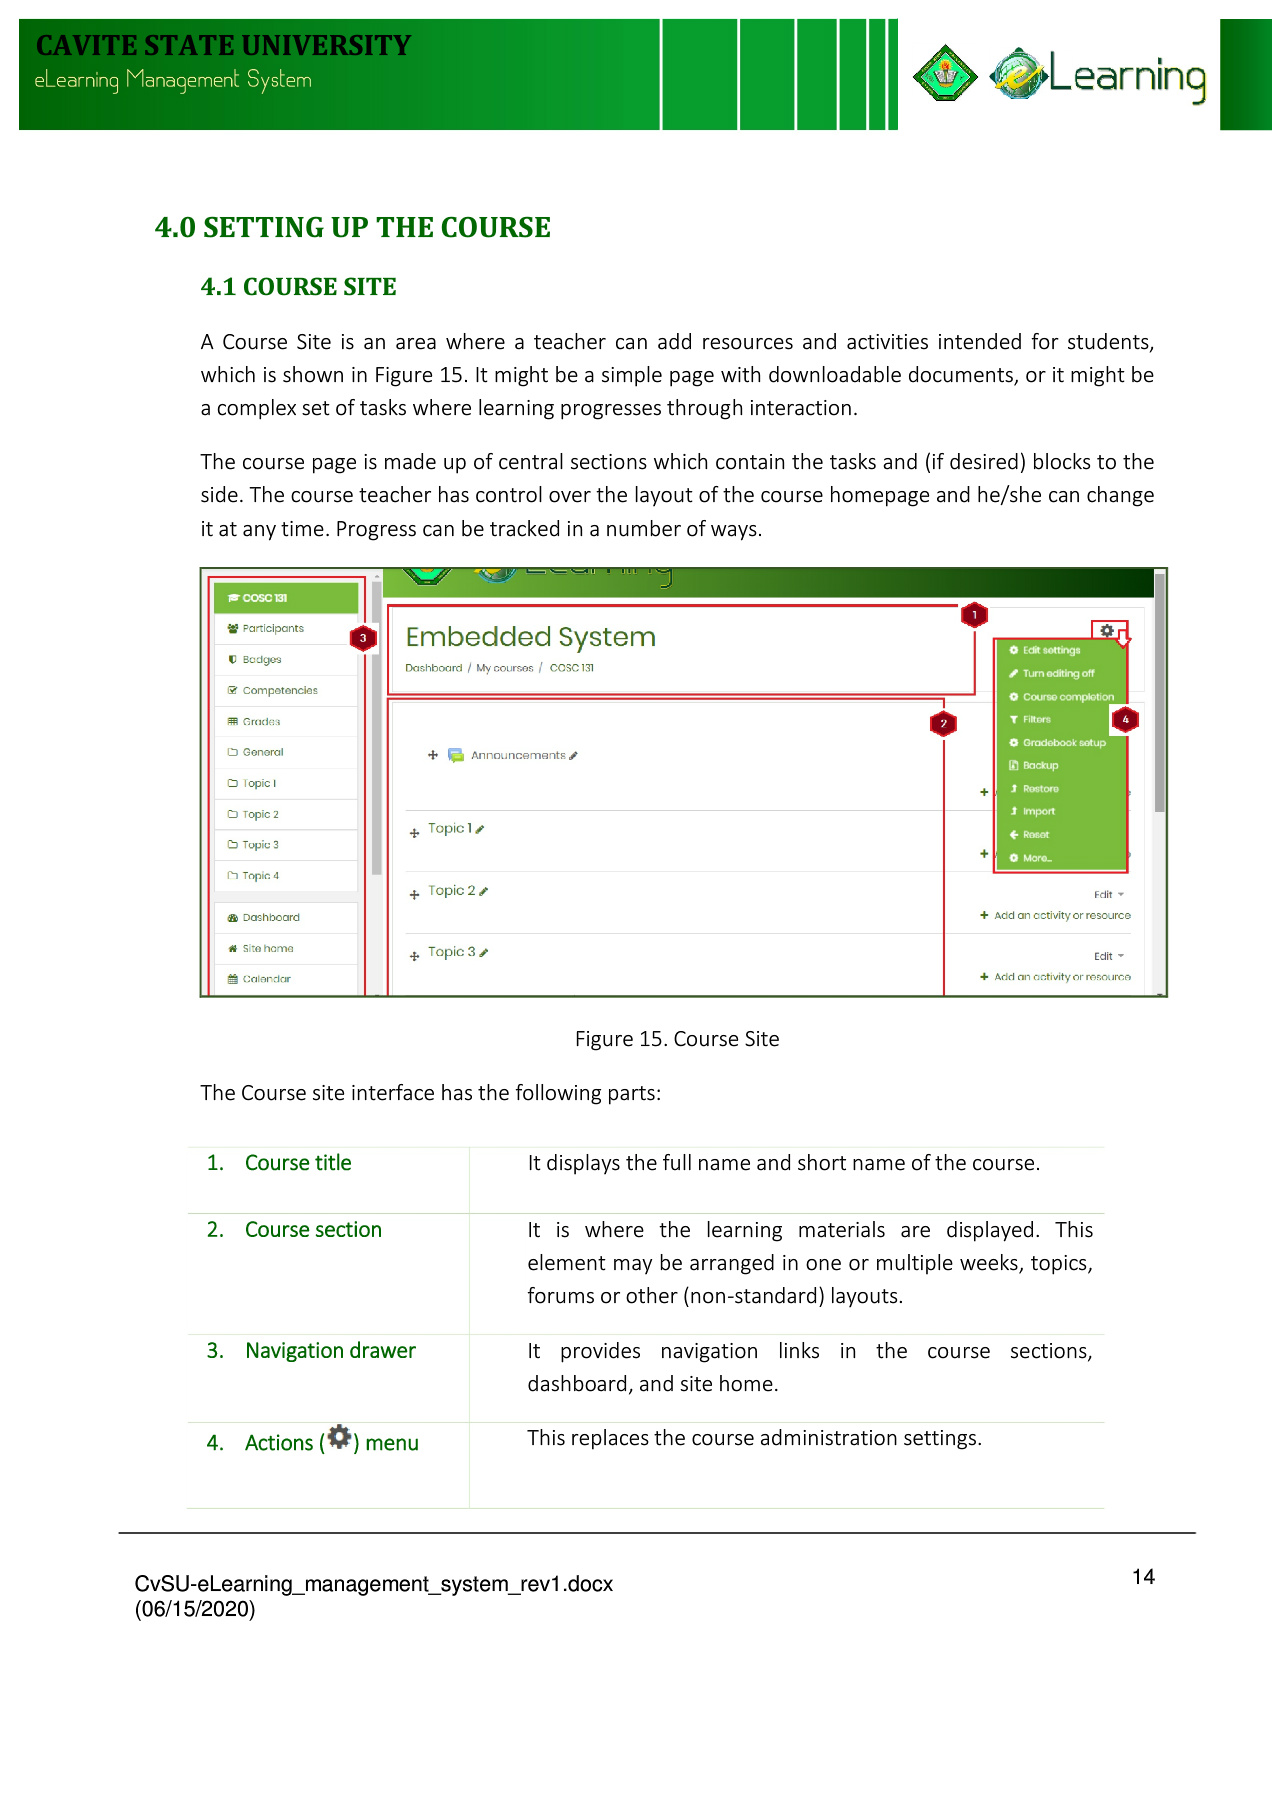 CAVITE STATE UNIVERSITY
eLearning Management System
eLearning
4.0 SETTING UP THE COURSE
4.1 COURSE SITE
A Course Site is an area where a teacher can add resources and activities intended for students,
which is shown in Figure 15. It might be a simple page with downloadable documents, or it might be
a complex set of tasks where learning progresses through interaction.
The course page is made up of central sections which contain the tasks and (if desired) blocks to the
side. The course teacher has control over the layout of the course homepage and he/she can change
it at any time. Progress can be tracked in a number of ways.
COSC 131
Participants
Badges
Competencies
Grades
General
Topic 1
Topic 2
Topic 3
Topic 4
Dashboard
Site home
Calendar
3
Embedded System
Dashboard / My courses / COSC 131
1
2
Announcements
Topic 1
Topic 2
Edit
+ Add an activity or resource
Topic 3
Edit
+ Add an activity or resource
Edit settings
Turn editing off
Course completion
Filters
4
Gradebook setup
Backup
Restore
Import
Reset
More...
Figure 15. Course Site
The Course site interface has the following parts:
1. Course title
It displays the full name and short name of the course.
2. Course section
It is where the learning materials are displayed. This
element may be arranged in one or multiple weeks, topics,
forums or other (non-standard) layouts.
3. Navigation drawer
It provides navigation links in the course sections,
dashboard, and site home.
4. Actions ( ) menu
This replaces the course administration settings.
CvSU-eLearning_management_system_rev1.docx
(06/15/2020)
14